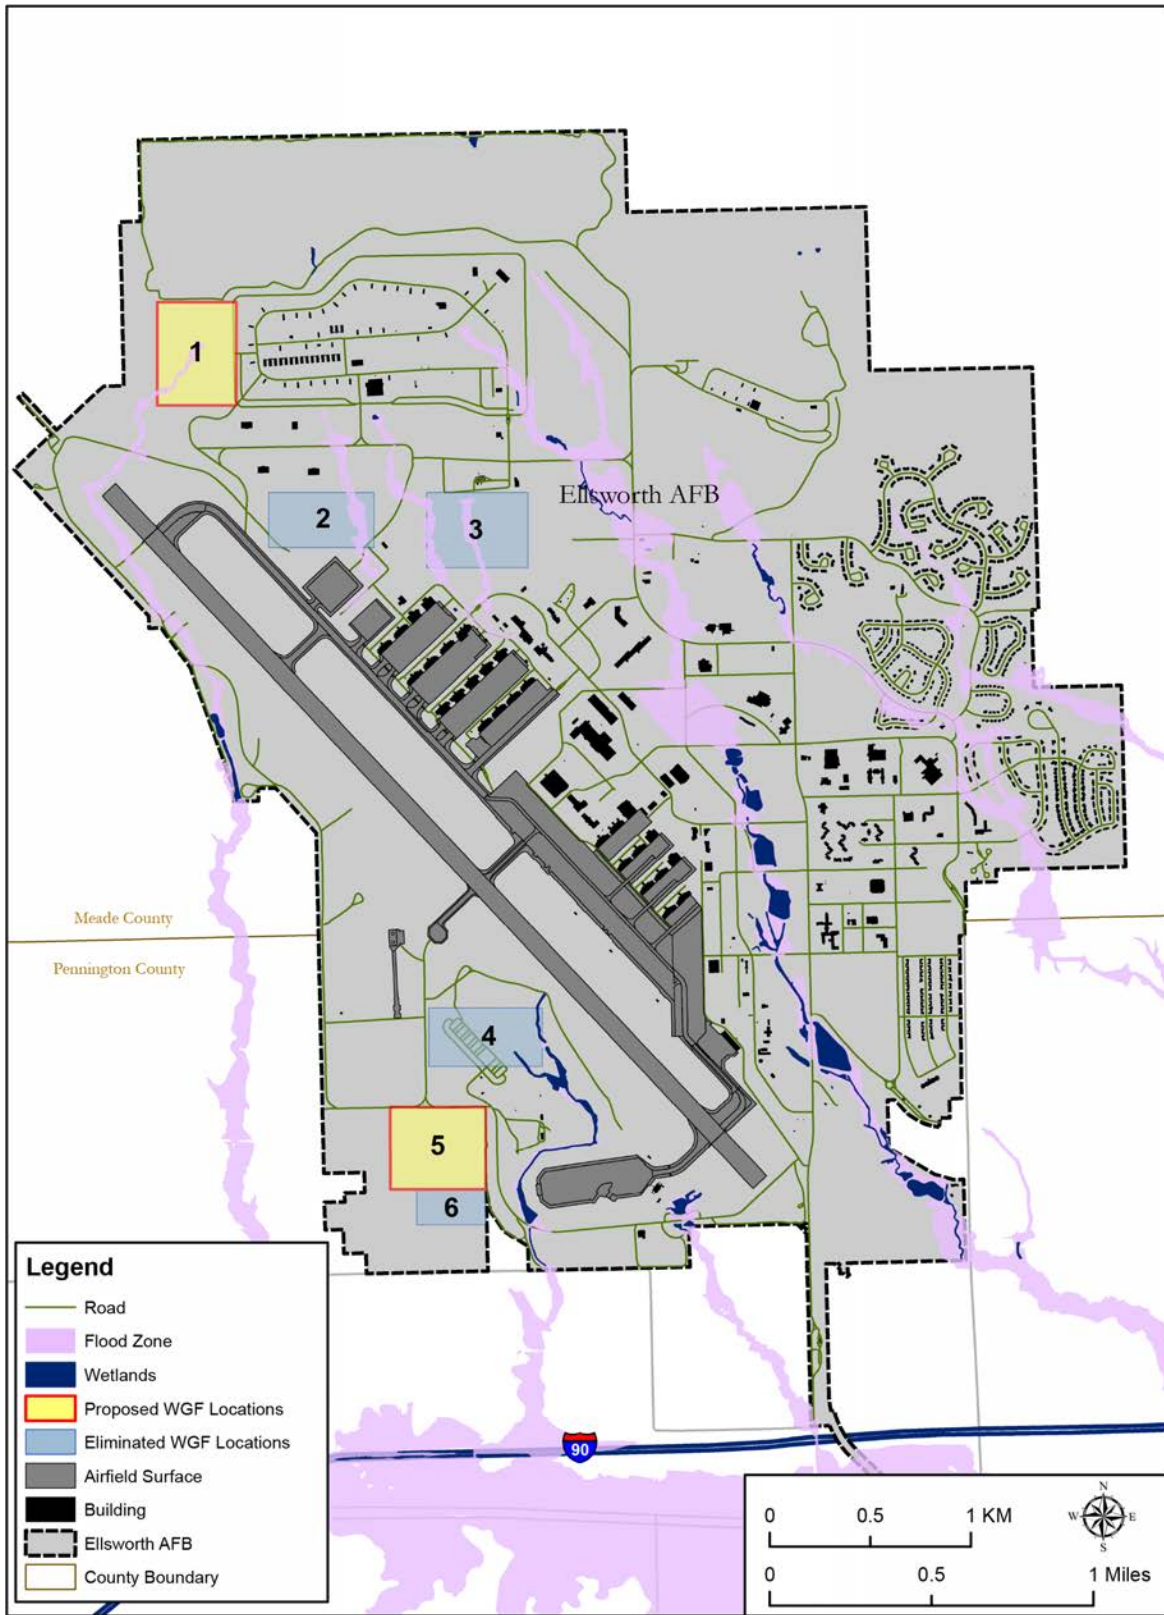 1
2
3
Ellsworth AFB
Meade County
Pennington County
4
5
6
Legend
Road
Flood Zone
Wetlands
Proposed WGF Locations
Eliminated WGF Locations
Airfield Surface
Building
Ellsworth AFB
County Boundary
90
0 0.5 1 KM
N
W E
S
0 0.5 1 Miles